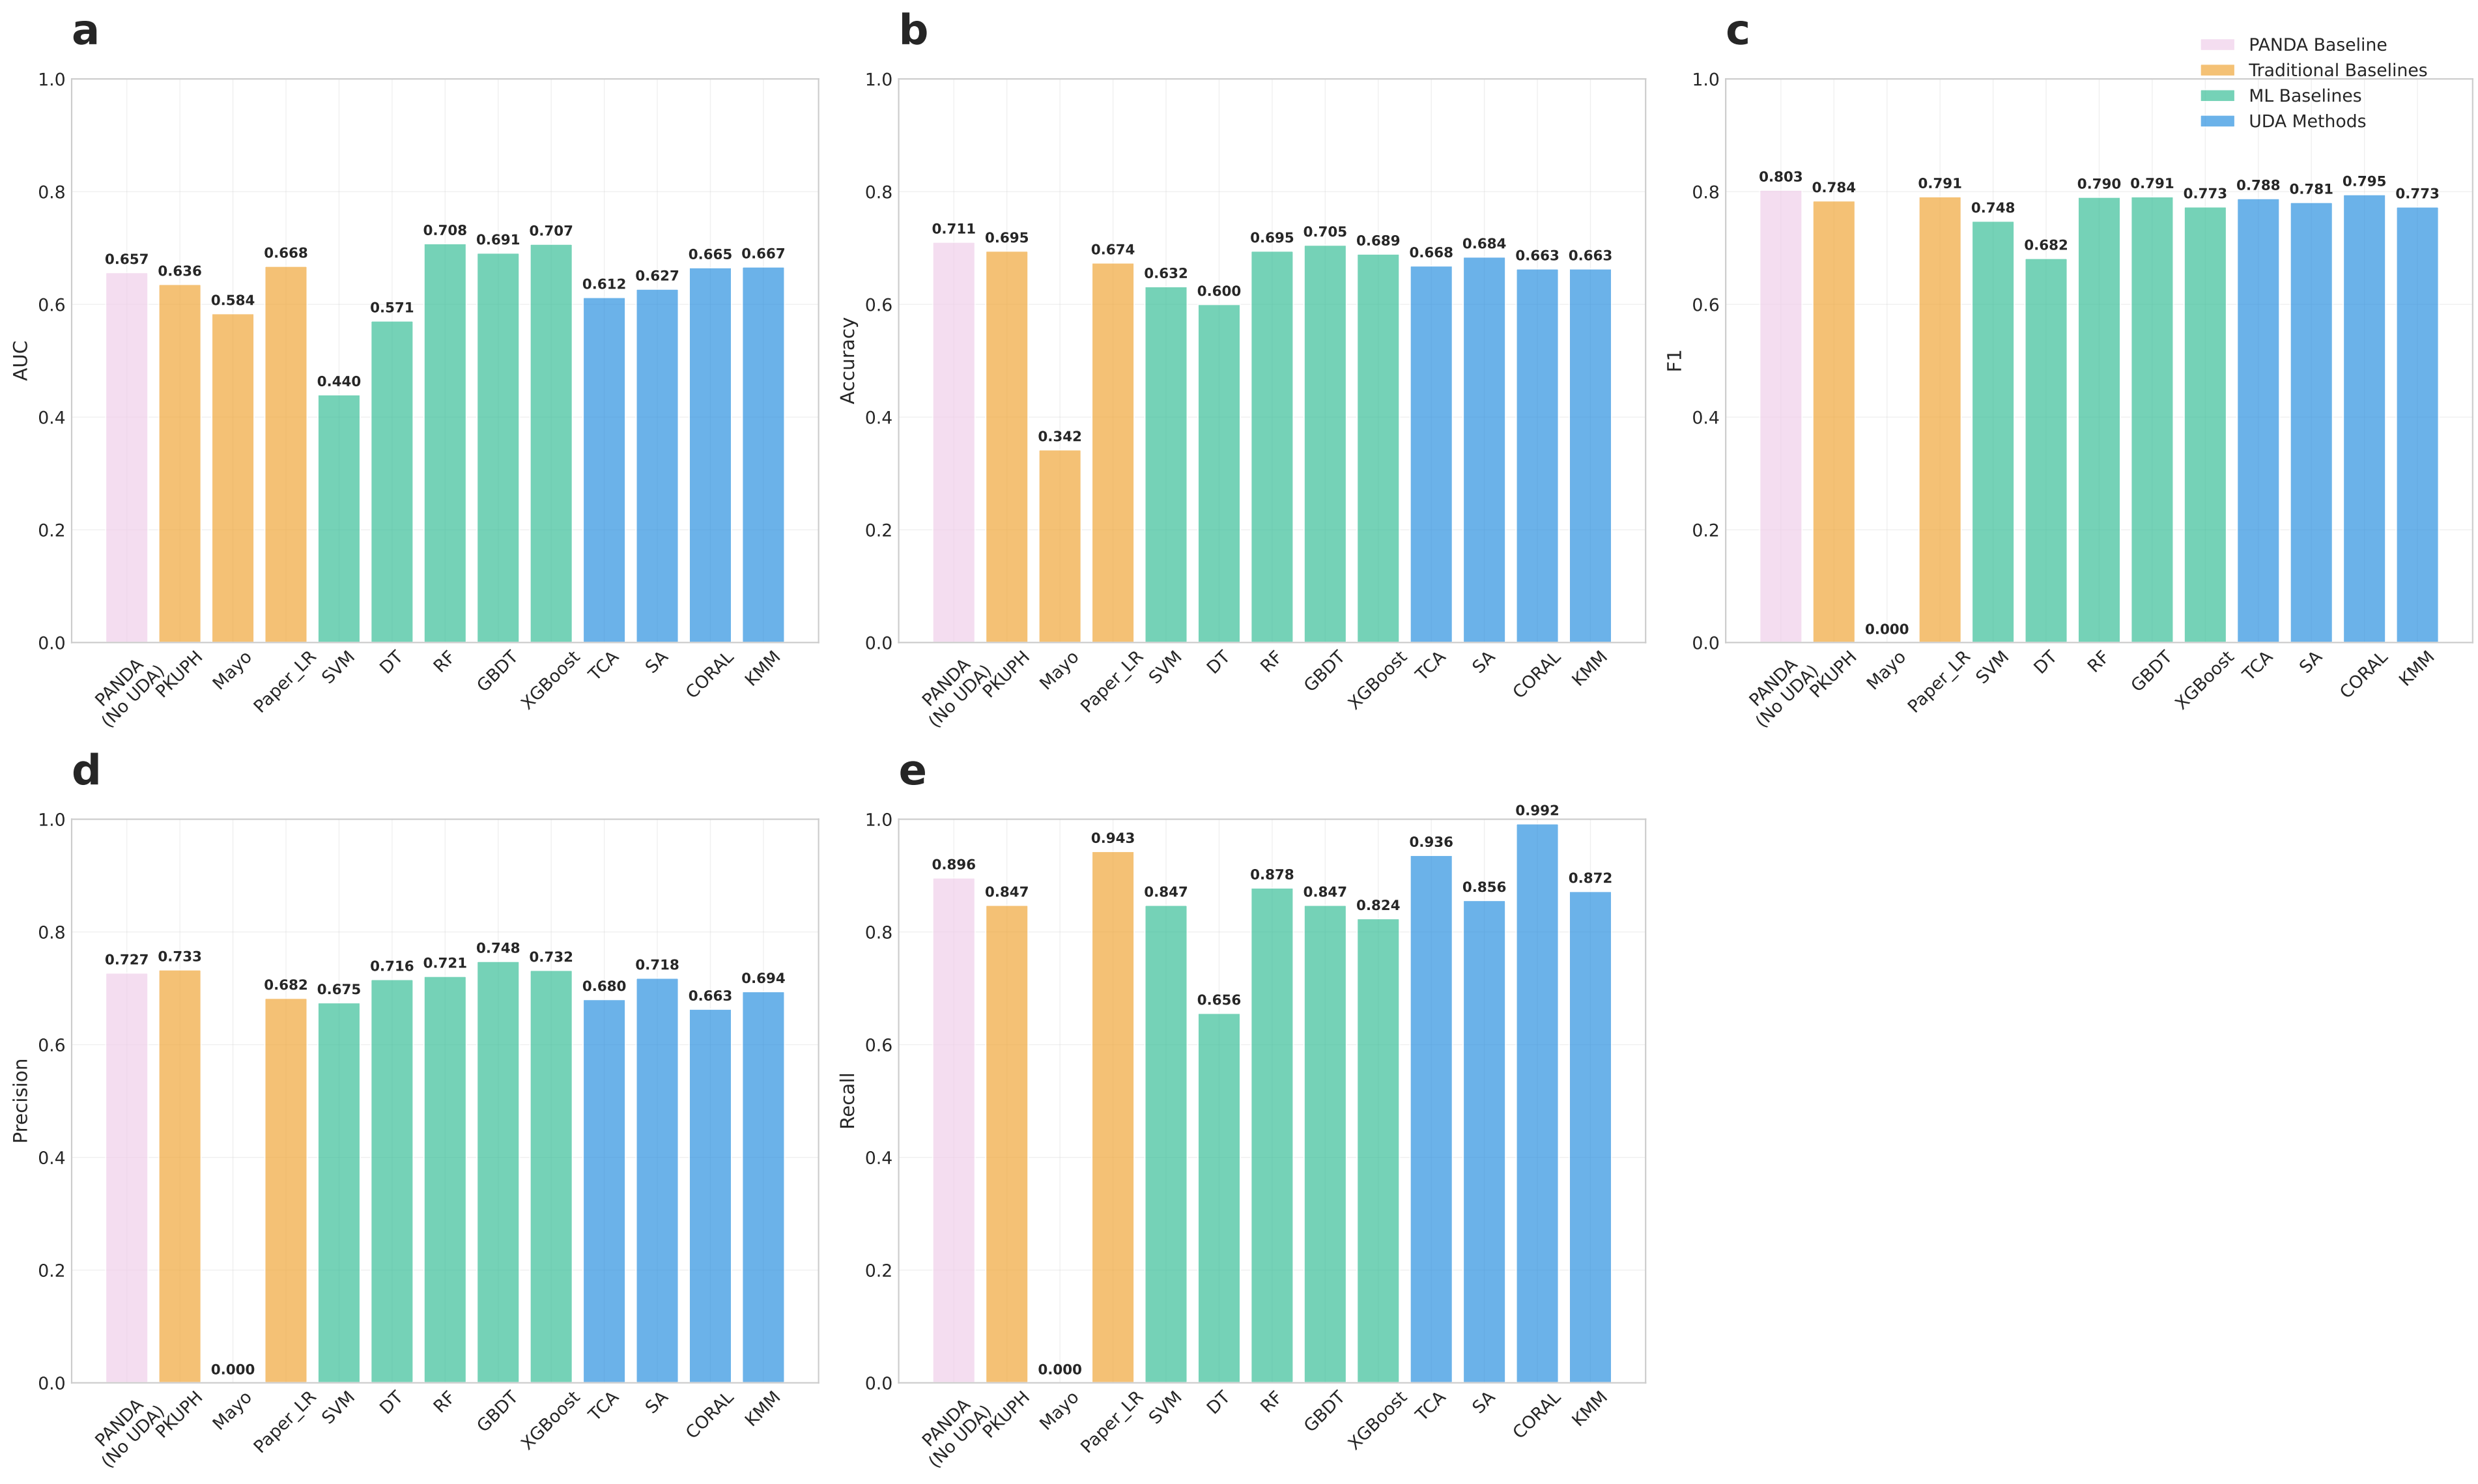 a
1.0
0.8
0.6
0.4
0.2
0.0
AUC
0.657
0.636
0.584
0.668
0.440
0.571
0.708
0.691
0.707
0.612
0.627
0.665
0.667
PANDA
(No UDA)
PKUPH
Mayo
Paper_LR
SVM
DT
RF
GBDT
XGBoost
TCA
SA
CORAL
KMM
b
1.0
0.8
0.6
0.4
0.2
0.0
Accuracy
0.711
0.695
0.342
0.674
0.632
0.600
0.695
0.705
0.689
0.668
0.684
0.663
0.663
PANDA
(No UDA)
PKUPH
Mayo
Paper_LR
SVM
DT
RF
GBDT
XGBoost
TCA
SA
CORAL
KMM
c
PANDA Baseline
Traditional Baselines
ML Baselines
UDA Methods
1.0
0.8
0.6
0.4
0.2
0.0
F1
0.803
0.784
0.000
0.791
0.748
0.682
0.790
0.791
0.773
0.788
0.781
0.795
0.773
PANDA
(No UDA)
PKUPH
Mayo
Paper_LR
SVM
DT
RF
GBDT
XGBoost
TCA
SA
CORAL
KMM
d
1.0
0.8
0.6
0.4
0.2
0.0
Precision
0.727
0.733
0.000
0.682
0.675
0.716
0.721
0.748
0.732
0.680
0.718
0.663
0.694
PANDA
(No UDA)
PKUPH
Mayo
Paper_LR
SVM
DT
RF
GBDT
XGBoost
TCA
SA
CORAL
KMM
e
1.0
0.8
0.6
0.4
0.2
0.0
Recall
0.896
0.847
0.000
0.943
0.847
0.656
0.878
0.847
0.824
0.936
0.856
0.992
0.872
PANDA
(No UDA)
PKUPH
Mayo
Paper_LR
SVM
DT
RF
GBDT
XGBoost
TCA
SA
CORAL
KMM